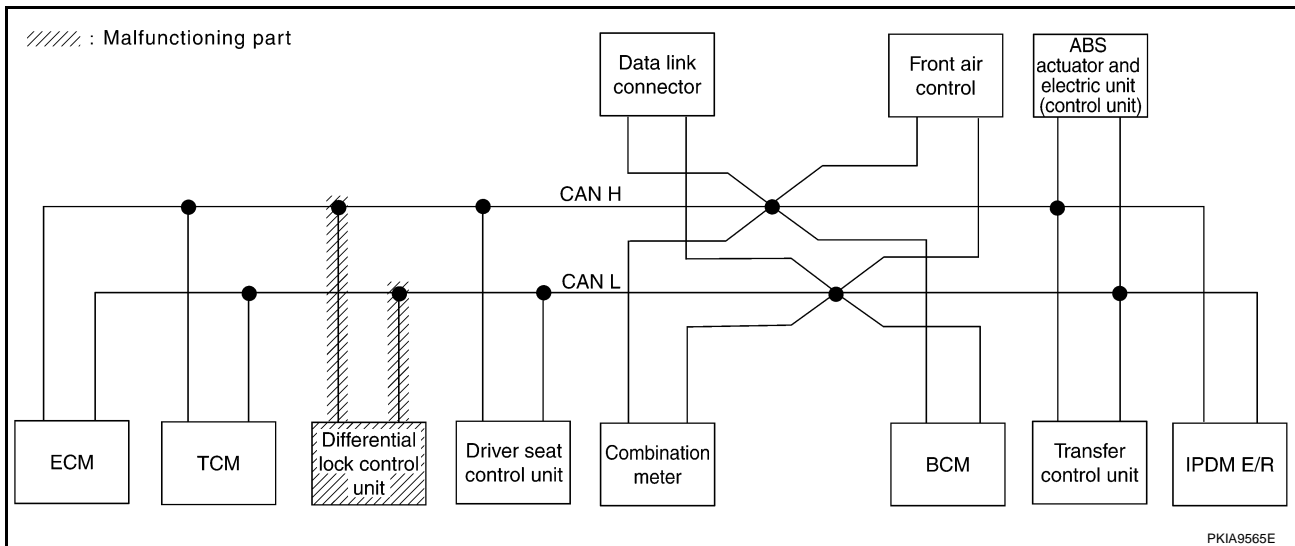 : Malfunctioning part
Data link
connector
Front air
control
ABS
actuator and
electric unit
(control unit)
CAN H
CAN L
ECM
TCM
Differential
lock control
unit
Driver seat
control unit
Combination
meter
BCM
Transfer
control unit
IPDM E/R
PKIA9565E